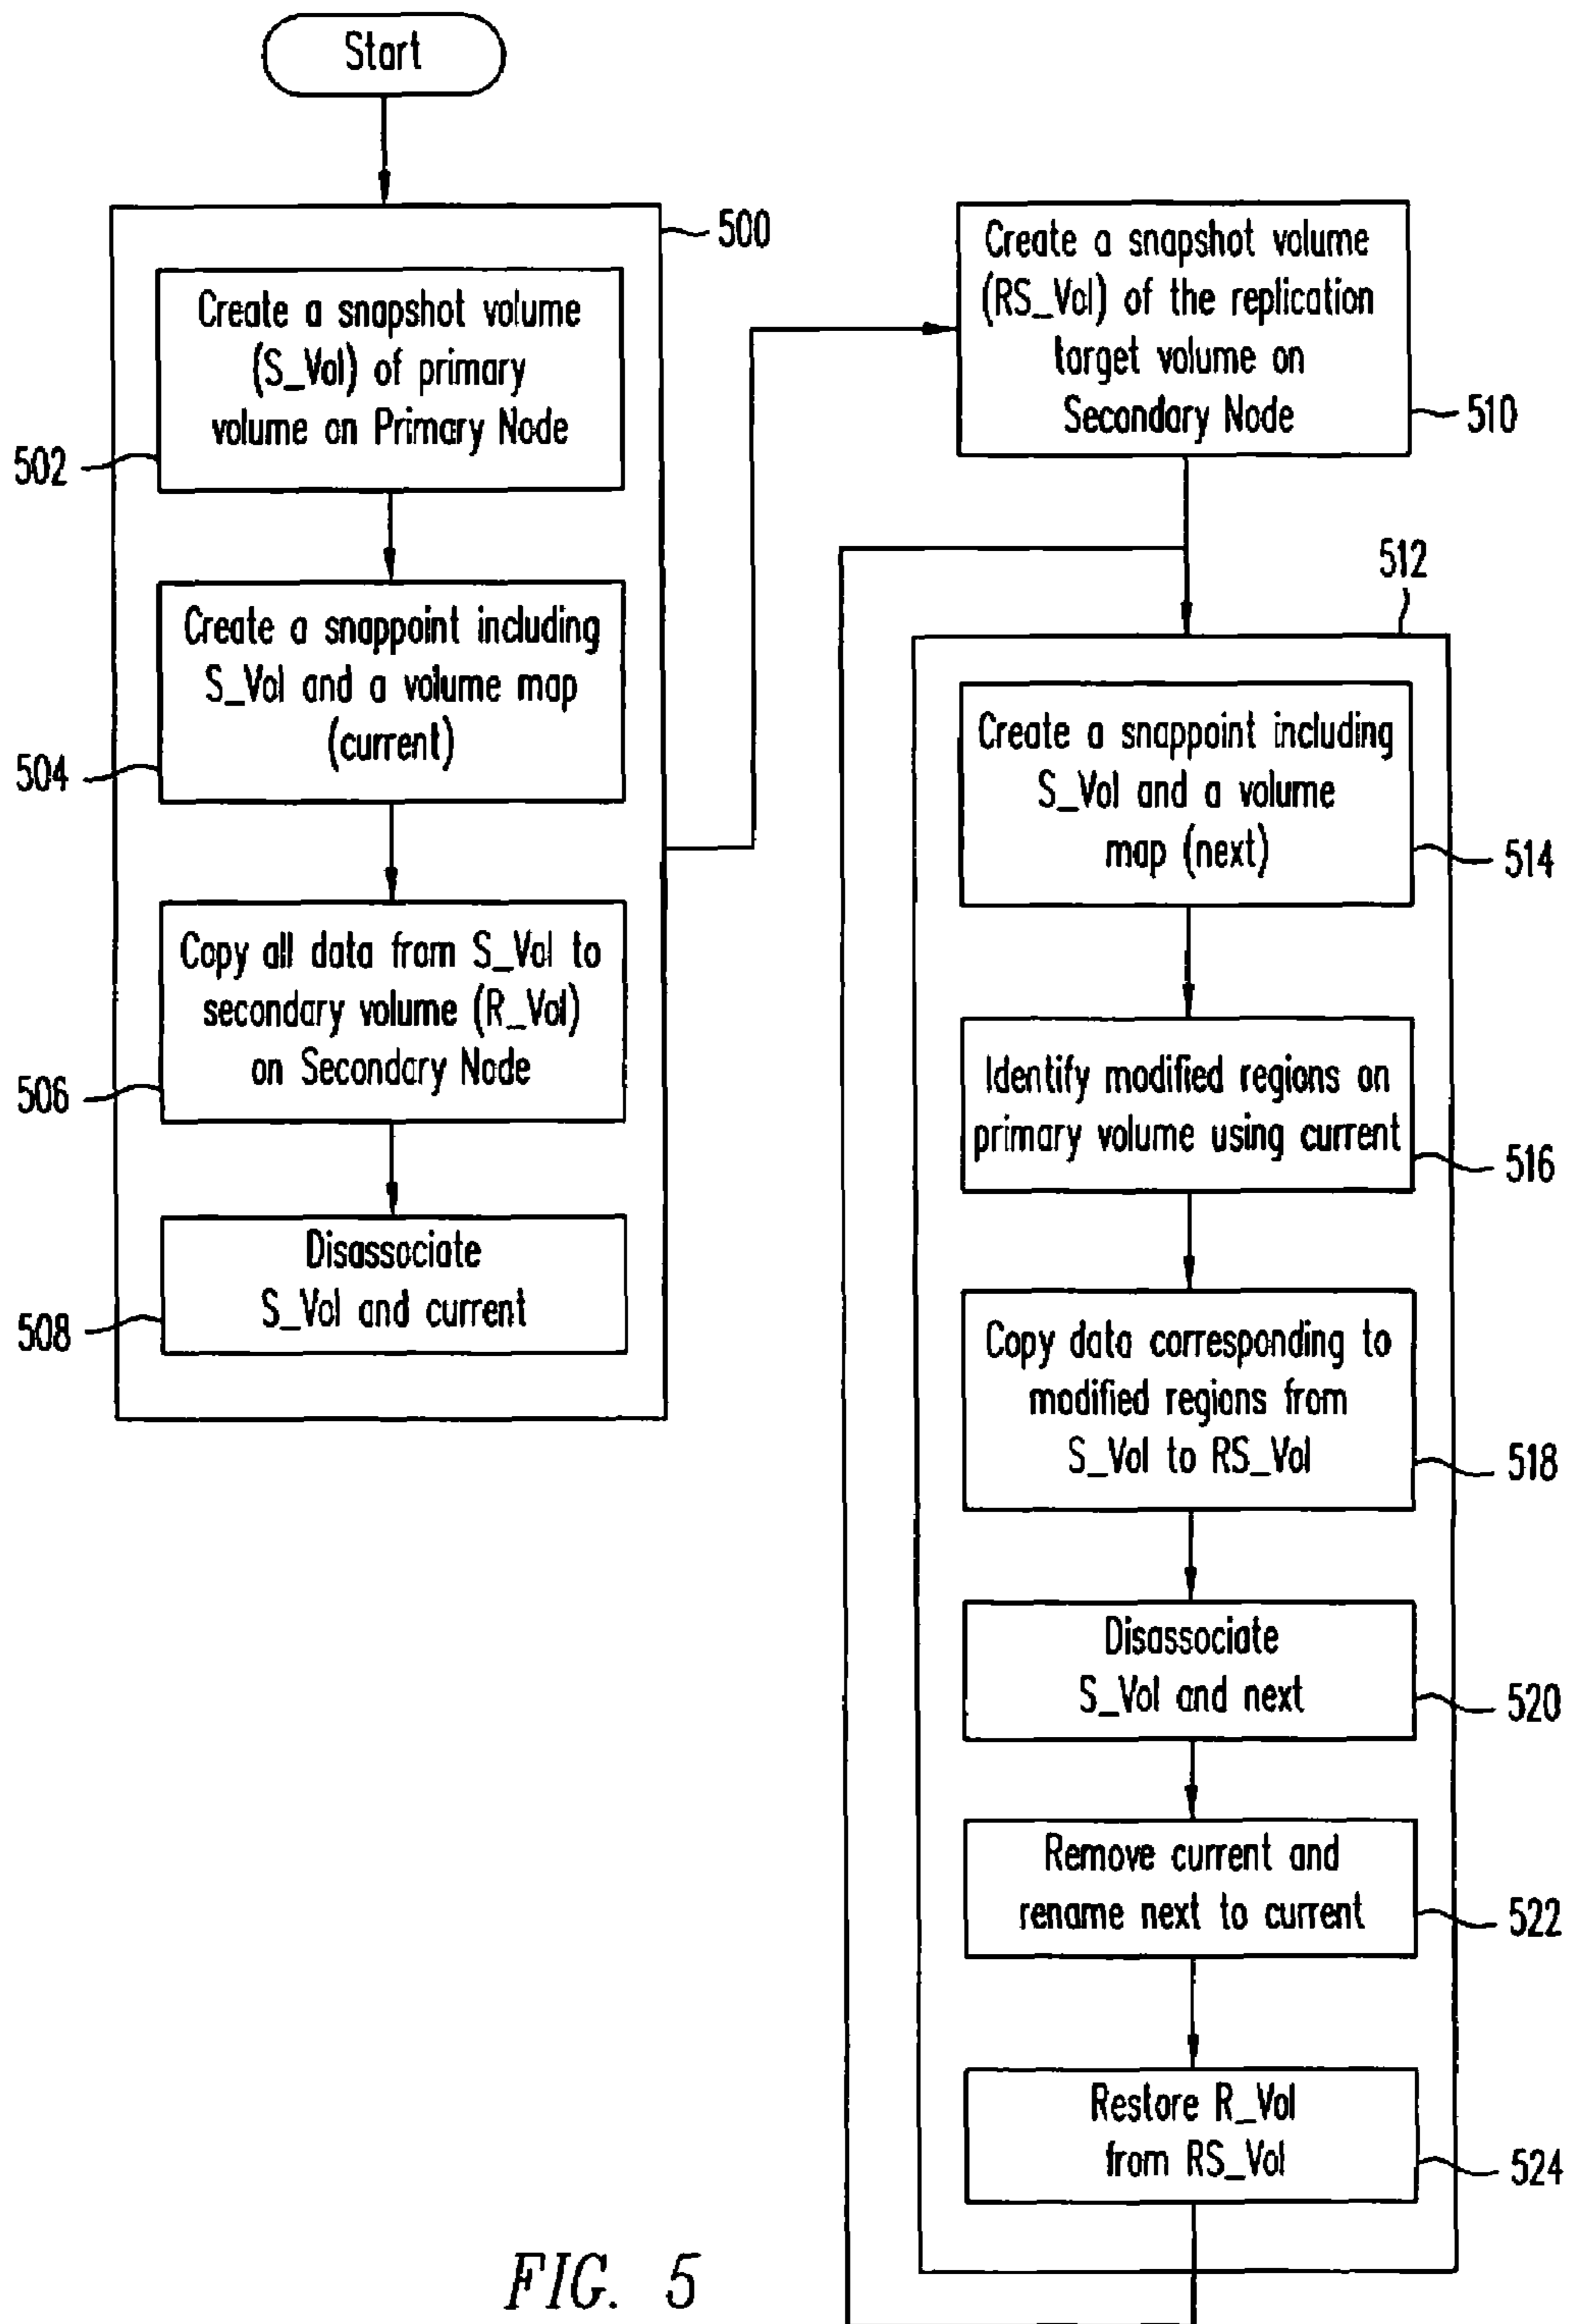 Start
500
Create a snapshot volume
(S_Vol) of primary
volume on Primary Node
502
Create a snappoint including
S_Vol and a volume map
(current)
504
Copy all data from S_Vol to
secondary volume (R_Vol)
on Secondary Node
506
Disassociate
S_Vol and current
508
Create a snapshot volume
(RS_Vol) of the replication
target volume on
Secondary Node
510
512
Create a snappoint including
S_Vol and a volume
map (next)
514
Identify modified regions on
primary volume using current
516
Copy data corresponding to
modified regions from
S_Vol to RS_Vol
518
Disassociate
S_Vol and next
520
Remove current and
rename next to current
522
Restore R_Vol
from RS_Vol
524
FIG. 5